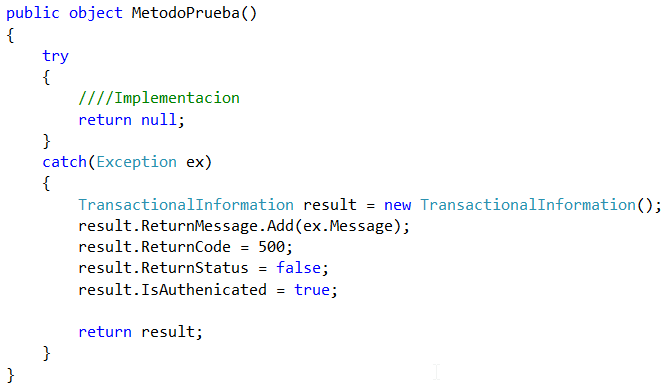 public object MetodoPrueba()
{
    try
    {
        ////Implementacion
        return null;
    }
    catch(Exception ex)
    {
        TransactionalInformation result = new TransactionalInformation();
        result.ReturnMessage.Add(ex.Message);
        result.ReturnCode = 500;
        result.ReturnStatus = false;
        result.IsAuthenicated = true;

        return result;
    }
}